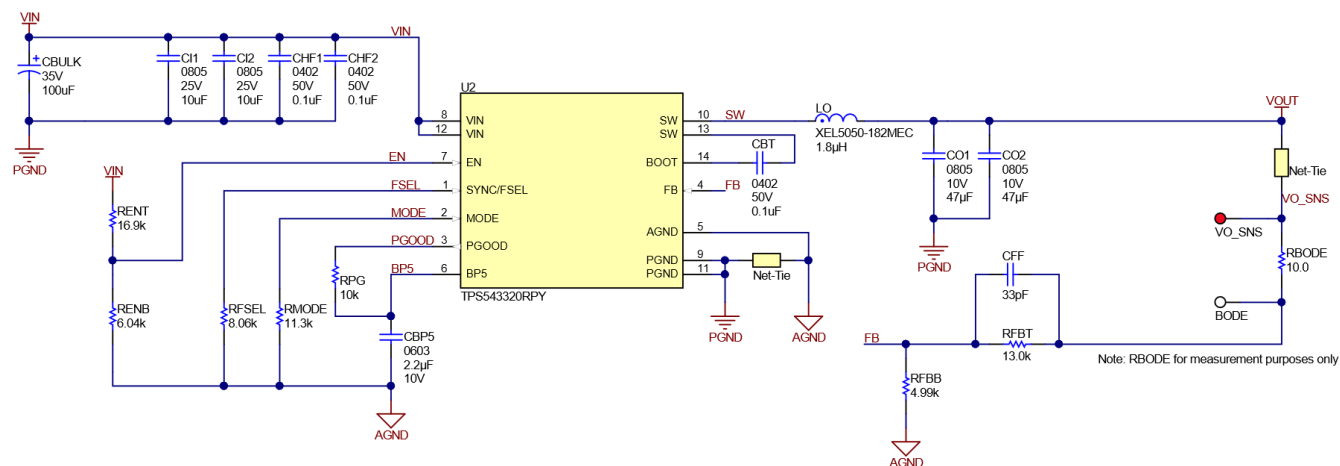 VIN
VIN
CBULK
35V
100uF
+
CI1
0805
25V
10uF
CI2
0805
25V
10uF
CHF1
0402
50V
0.1uF
CHF2
0402
50V
0.1uF
PGND
U2
8
VIN
12
VIN
EN
7
EN
FSEL
1
SYNC/FSEL
MODE
2
MODE
PGOOD
3
PGOOD
BP5
6
BP5
TPS543320RPY
SW
10
SW
SW
13
BOOT
14
FB
4
FB
AGND
5
PGND
9
PGND
11
VIN
RENT
16.9k
RENB
6.04k
RFSEL
8.06k
RMODE
11.3k
RPG
10k
CBP5
0603
2.2µF
10V
AGND
LO
XEL5050-182MEC
1.8µH
CBT
0402
50V
0.1uF
Net-Tie
PGND
AGND
CO1
0805
10V
47µF
CO2
0805
10V
47µF
PGND
VOUT
Net-Tie
VO_SNS
VO_SNS
RBODE
10.0
BODE
CFF
33pF
FB
RFBT
13.0k
Note: RBODE for measurement purposes only
RFBB
4.99k
AGND